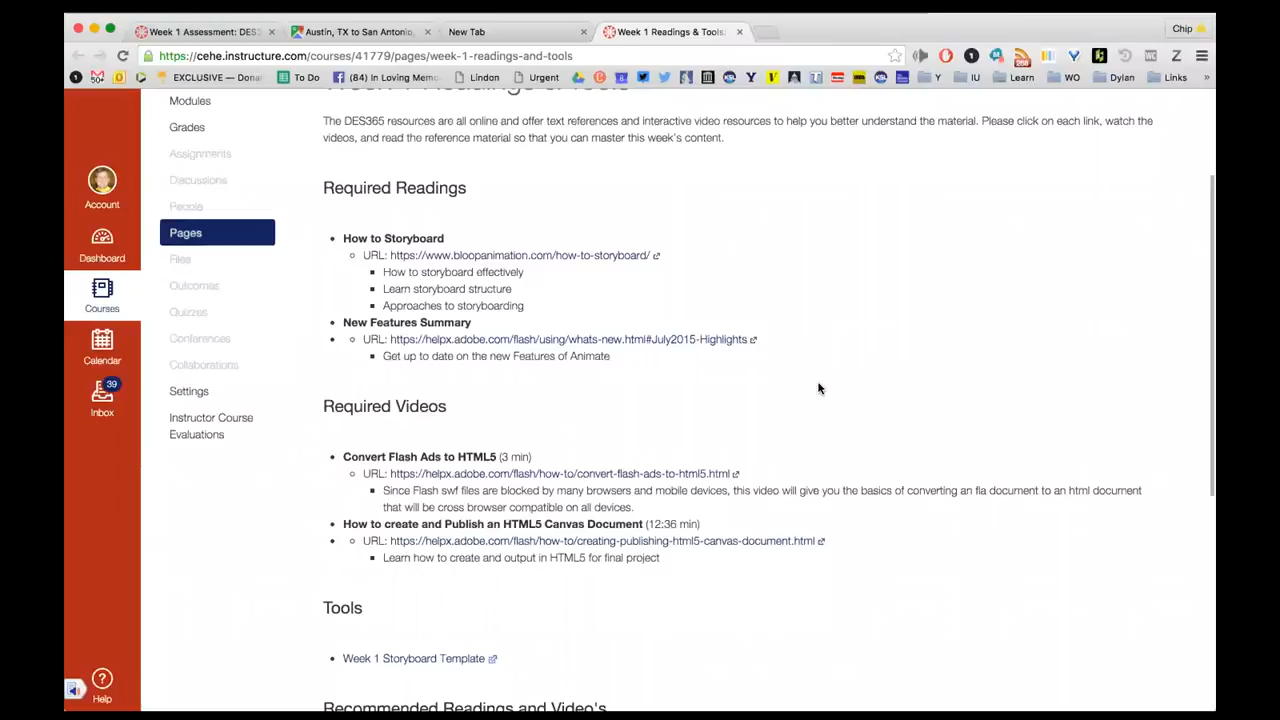 Week 1 Assessment: DES
Austin, TX to San Antonio,
New Tab
Week 1 Readings & Tools:
Chip
https://cehe.instructure.com/courses/41779/pages/week-1-readings-and-tools
EXCLUSIVE — Donal
To Do
(84) In Loving Memo
Lindon
Urgent
Y
IU
Learn
WO
Dylan
Links
»
Week 1 Readings & Tools
Modules
Grades
Assignments
Discussions
People
Pages
Files
Outcomes
Quizzes
Conferences
Collaborations
Settings
Instructor Course
Evaluations
Account
Dashboard
Courses
Calendar
39
Inbox
Help
The DES365 resources are all online and offer text references and interactive video resources to help you better understand the material. Please click on each link, watch the
videos, and read the reference material so that you can master this week's content.
Required Readings
• How to Storyboard
URL: https://www.bloopanimation.com/how-to-storyboard/
How to storyboard effectively
Learn storyboard structure
Approaches to storyboarding
• New Features Summary
• URL: https://helpx.adobe.com/flash/using/whats-new.html#July2015-Highlights
Get up to date on the new Features of Animate
Required Videos
• Convert Flash Ads to HTML5 (3 min)
URL: https://helpx.adobe.com/flash/how-to/convert-flash-ads-to-html5.html
Since Flash swf files are blocked by many browsers and mobile devices, this video will give you the basics of converting an fla document to an html document
that will be cross browser compatible on all devices.
• How to create and Publish an HTML5 Canvas Document (12:36 min)
• URL: https://helpx.adobe.com/flash/how-to/creating-publishing-html5-canvas-document.html
Learn how to create and output in HTML5 for final project
Tools
• Week 1 Storyboard Template
Recommended Readings and Video's